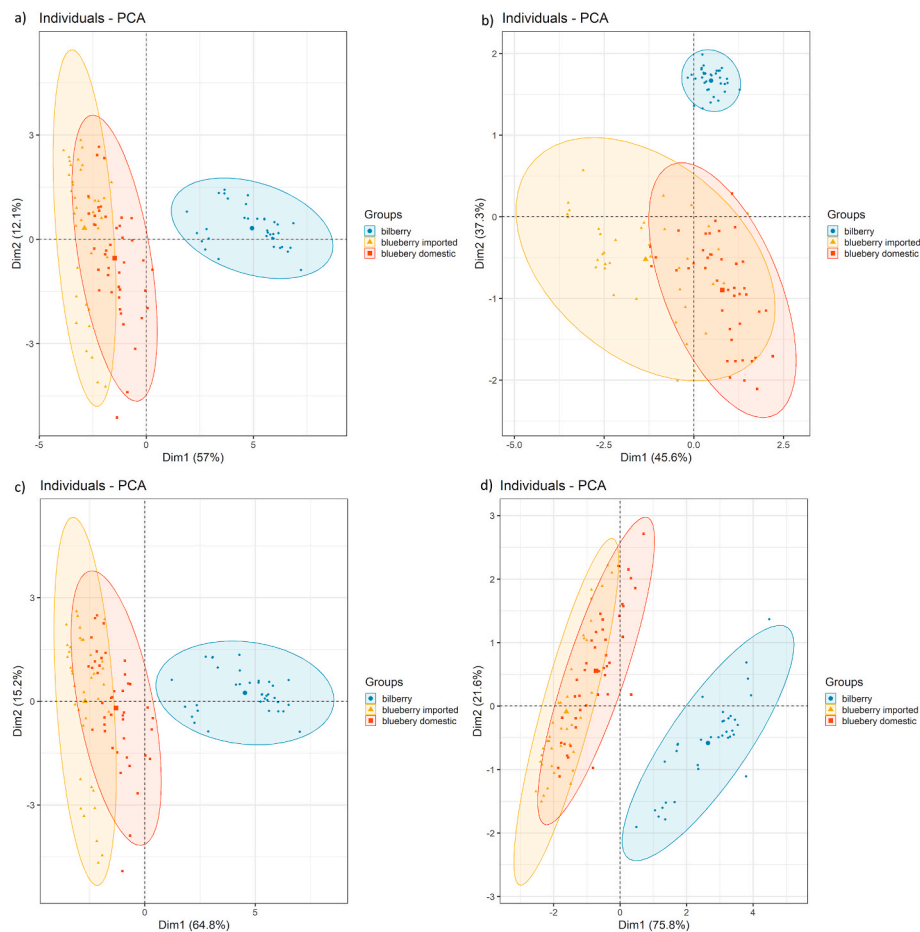 a) Individuals - PCA
3
0
-3
-5
0
5
Dim2 (12.1%)
Dim1 (57%)
Groups
bilberry
blueberry imported
bluebery domestic
b) Individuals - PCA
2
1
0
-1
-2
-5.0
-2.5
0.0
2.5
Dim2 (37.3%)
Dim1 (45.6%)
Groups
bilberry
blueberry imported
bluebery domestic
c) Individuals - PCA
3
0
-3
0
5
Dim2 (15.2%)
Dim1 (64.8%)
Groups
bilberry
blueberry imported
bluebery domestic
d) Individuals - PCA
3
2
1
0
-1
-2
-3
-2
0
2
4
Dim2 (21.6%)
Dim1 (75.8%)
Groups
bilberry
blueberry imported
bluebery domestic